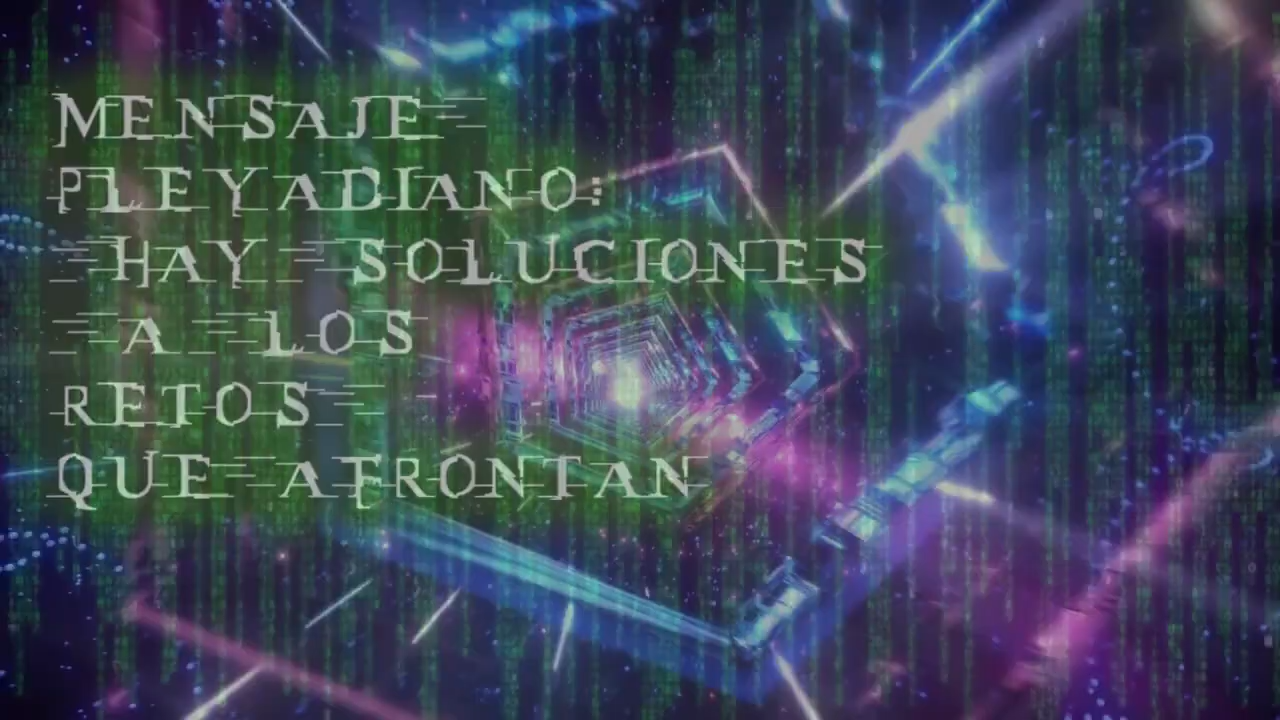 MENSAJE
PLEYADIANO:
HAY SOLUCIONES
A LOS
RETOS
QUE AFRONTAN